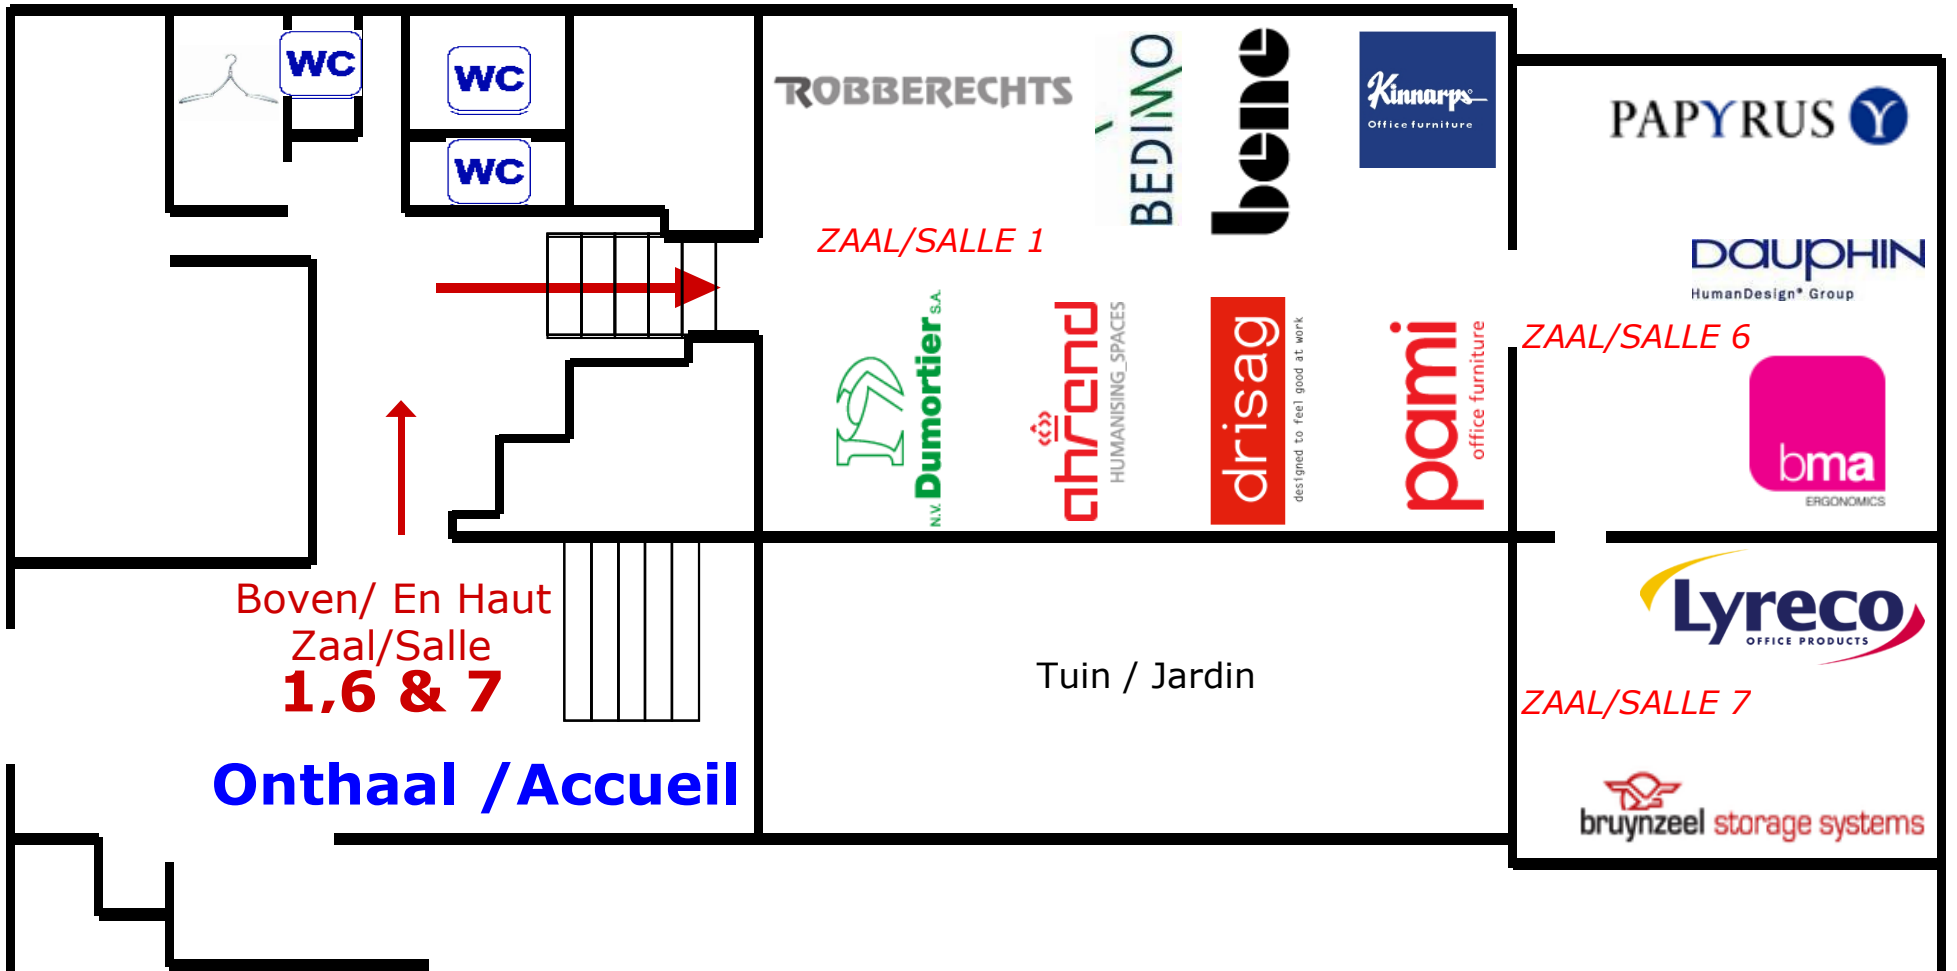 WC
WC
WC
ROBBERECHTS
BEDIMO
bene
Kinnarps
Office furniture
PAPYRUS Y
ZAAL/SALLE 1
DAUPHIN
HumanDesign® Group
N.V. Dumortier S.A.
ahrend
HUMANISING_SPACES
drisag
designed to feel good at work
pami
office furniture
ZAAL/SALLE 6
bma
ERGONOMICS
Boven/ En Haut
Zaal/Salle
1,6 & 7
Lyreco
OFFICE PRODUCTS
Tuin / Jardin
ZAAL/SALLE 7
Onthaal /Accueil
bruynzeel storage systems